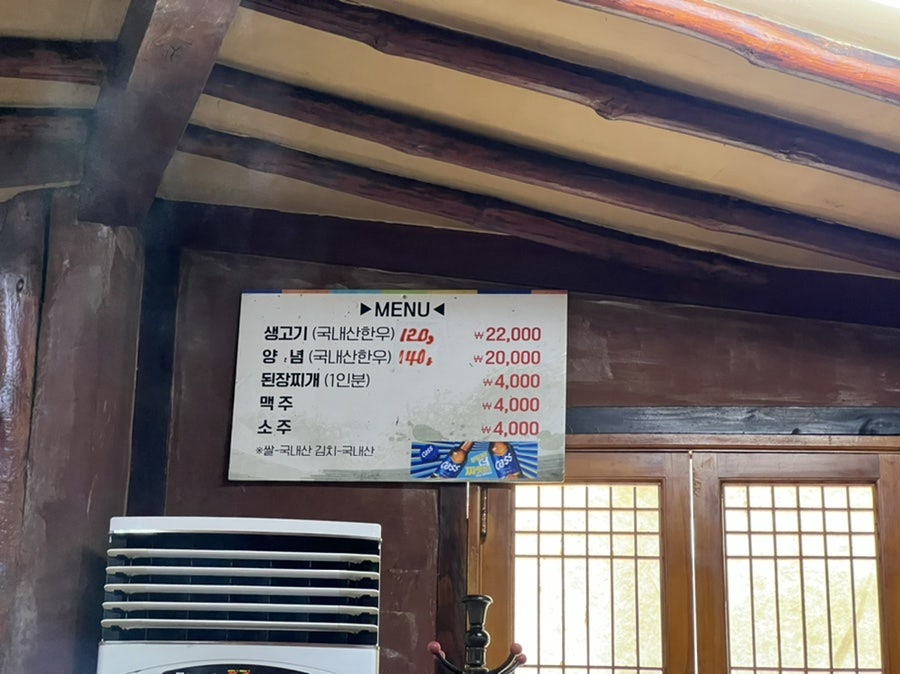 ▶MENU◀
생고기 (국내산한우) 120g ₩22,000
양념 (국내산한우) 140g ₩20,000
된장찌개 (1인분) ₩4,000
맥주 ₩4,000
소주 ₩4,000
※쌀-국내산 김치-국내산
cass cass